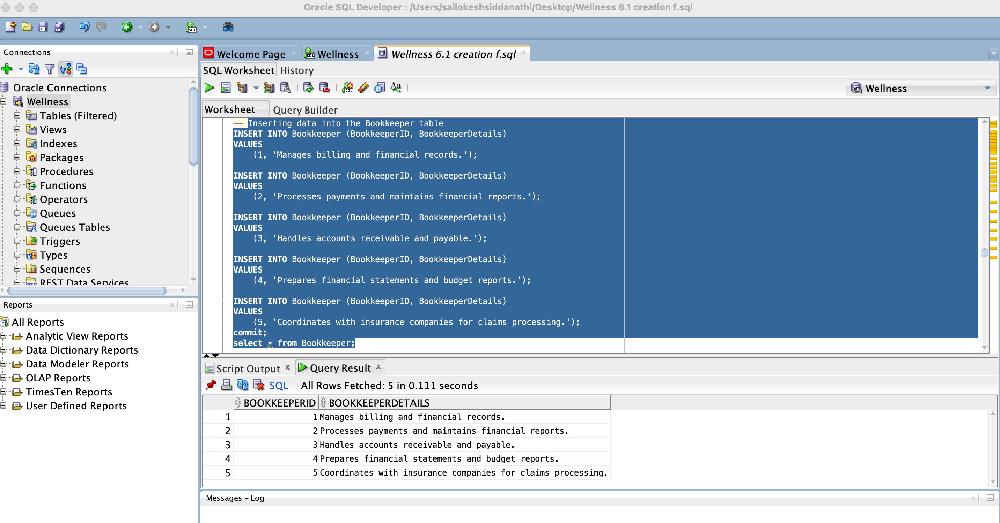 Oracle SQL Developer : /Users/sailokeshsiddanathi/Desktop/Wellness 6.1 creation f.sql
SQL
Connections
Oracle Connections
Wellness
Tables (Filtered)
Views
Indexes
Packages
Procedures
Functions
Operators
Queues
Queues Tables
Triggers
Types
Sequences
REST Data Services
Reports
All Reports
Analytic View Reports
Data Dictionary Reports
Data Modeler Reports
OLAP Reports
TimesTen Reports
User Defined Reports
Welcome Page
Wellness
Wellness 6.1 creation f.sql
SQL Worksheet History
Aa
Wellness
Worksheet Query Builder
-- Inserting data into the Bookkeeper table
INSERT INTO Bookkeeper (BookkeeperID, BookkeeperDetails)
VALUES
(1, 'Manages billing and financial records.');
INSERT INTO Bookkeeper (BookkeeperID, BookkeeperDetails)
VALUES
(2, 'Processes payments and maintains financial reports.');
INSERT INTO Bookkeeper (BookkeeperID, BookkeeperDetails)
VALUES
(3, 'Handles accounts receivable and payable.');
INSERT INTO Bookkeeper (BookkeeperID, BookkeeperDetails)
VALUES
(4, 'Prepares financial statements and budget reports.');
INSERT INTO Bookkeeper (BookkeeperID, BookkeeperDetails)
VALUES
(5, 'Coordinates with insurance companies for claims processing.');
commit;
select * from Bookkeeper;
Script Output Query Result
SQL All Rows Fetched: 5 in 0.111 seconds
BOOKKEEPERID BOOKKEEPERDETAILS
1 1 Manages billing and financial records.
2 2 Processes payments and maintains financial reports.
3 3 Handles accounts receivable and payable.
4 4 Prepares financial statements and budget reports.
5 5 Coordinates with insurance companies for claims processing.
Messages - Log